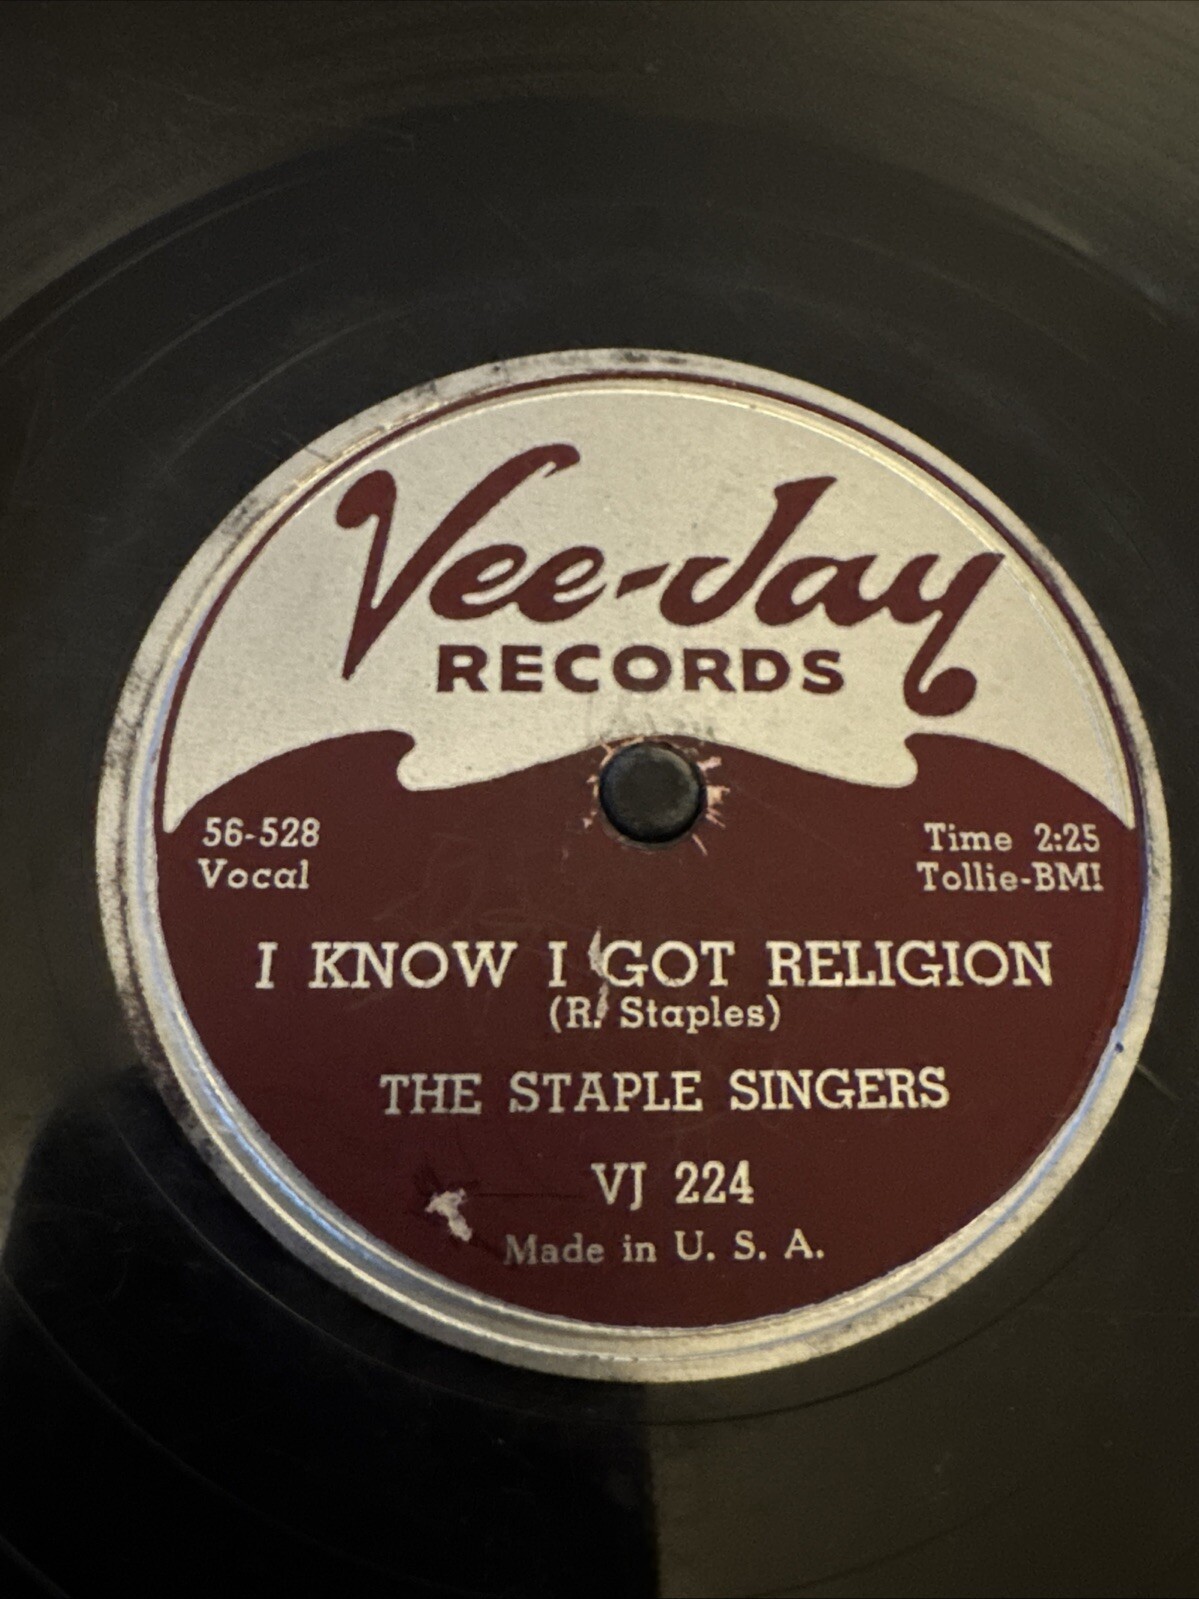 Vee-Jay
RECORDS
56-528
Vocal
Time 2:25
Tollie-BMI
I KNOW I GOT RELIGION
(R. Staples)
THE STAPLE SINGERS
VJ 224
Made in U. S. A.